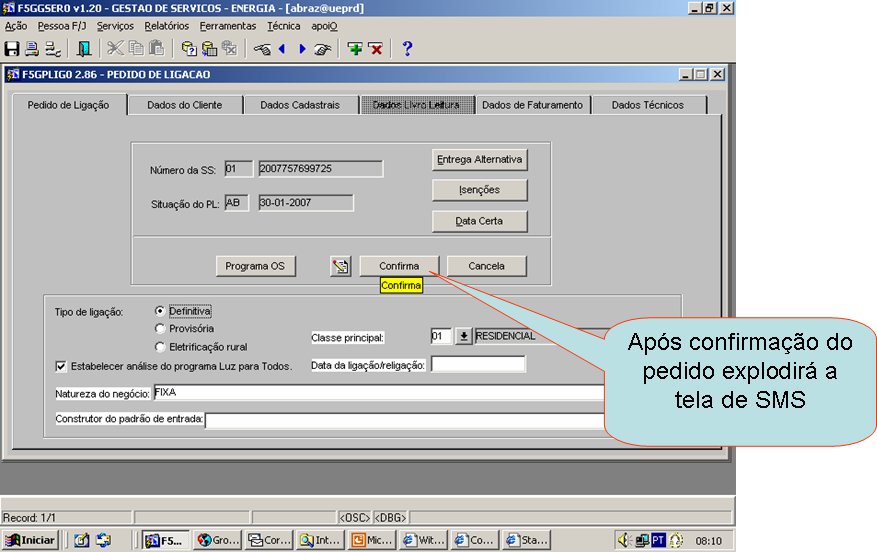 F5GGSER0 v1.20 - GESTAO DE SERVICOS - ENERGIA - [abraz@ueprd]
Ação Pessoa F/J Serviços Relatórios Ferramentas Técnica apoiO
F5GPLIG0 2.86 - PEDIDO DE LIGACAO
Pedido de Ligação Dados do Cliente Dados Cadastrais Dados Livro Leitura Dados de Faturamento Dados Técnicos
Número da SS: 01 2007757699725 Entrega Alternativa
Isenções
Situação do PL: AB 30-01-2007
Data Certa
Programa OS Confirma Cancela
Confirma
Tipo de ligação: Definitiva
Provisória
Classe principal: 01 RESIDENCIAL
Eletrificação rural
Estabelecer análise do programa Luz para Todos. Data da ligação/religação:
Natureza do negócio: FIXA
Construtor do padrão de entrada:
Após confirmação do
pedido explodirá a
tela de SMS
Record: 1/1 <OSC> <DBG>
Iniciar F5... Gro... Cor... Int... Mic... Wit... Co... Sta... PT 08:10